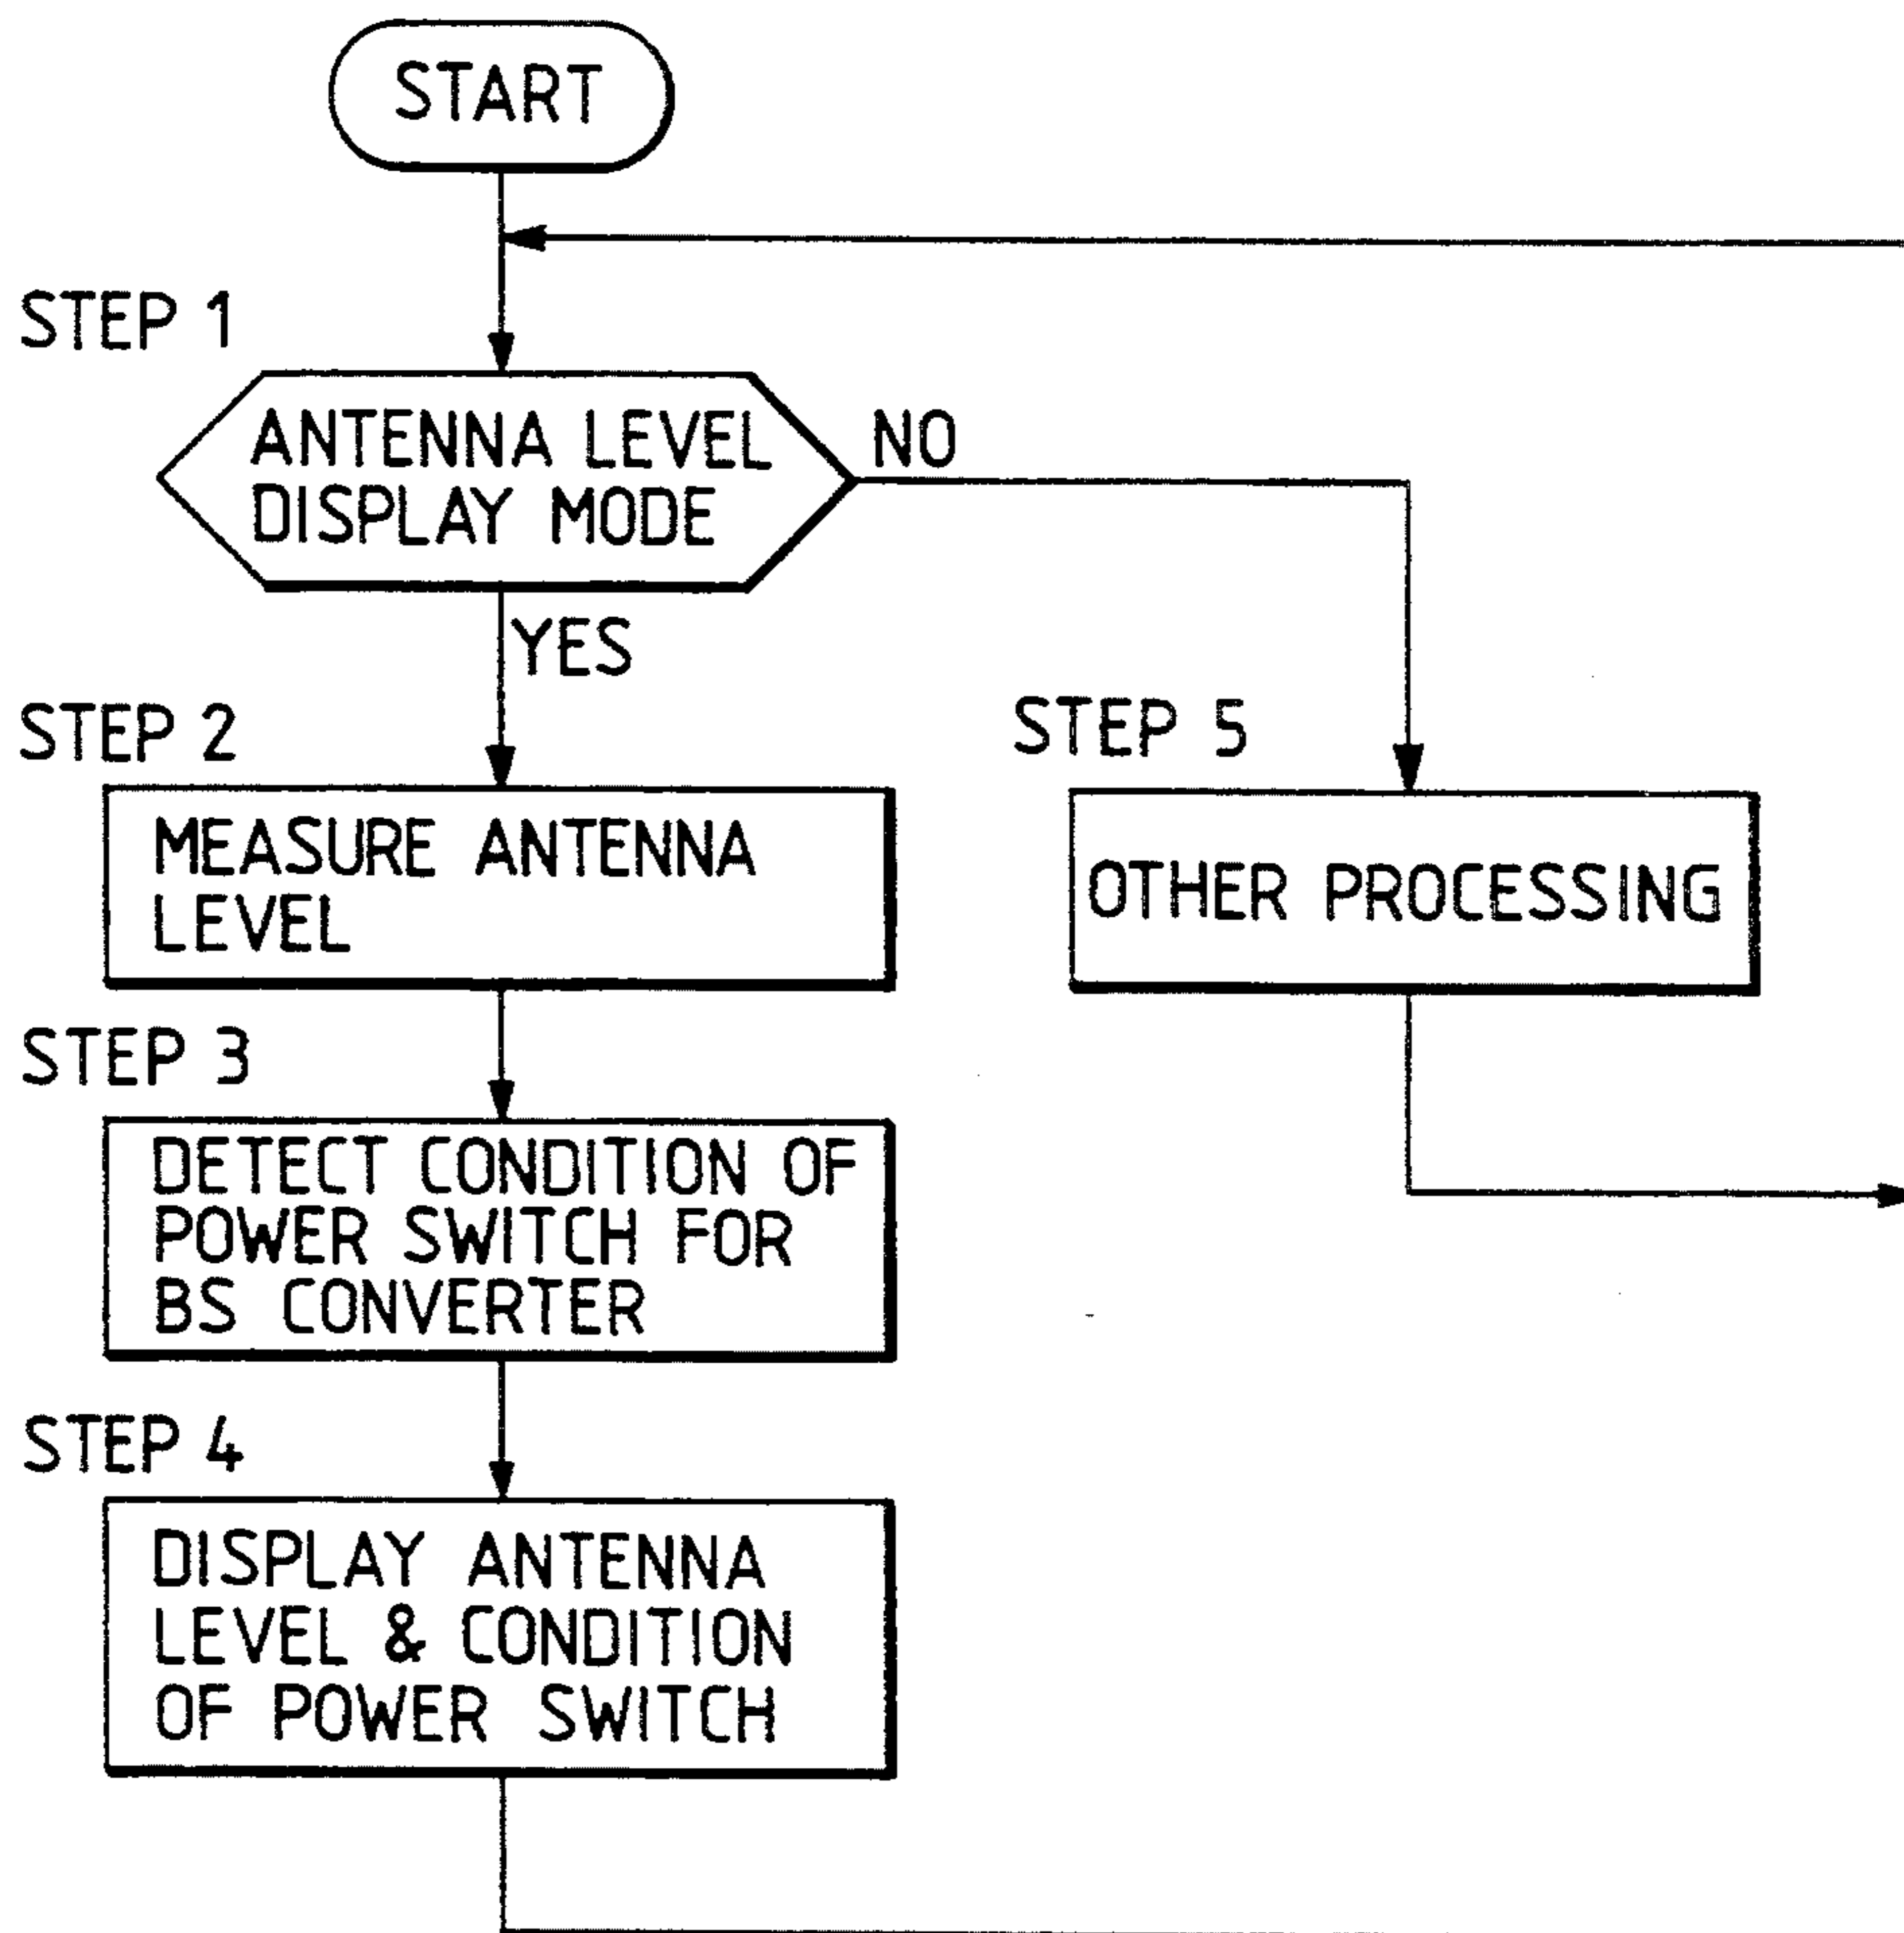 START
STEP 1
ANTENNA LEVEL
DISPLAY MODE
NO
YES
STEP 2
MEASURE ANTENNA
LEVEL
STEP 5
OTHER PROCESSING
STEP 3
DETECT CONDITION OF
POWER SWITCH FOR
BS CONVERTER
STEP 4
DISPLAY ANTENNA
LEVEL & CONDITION
OF POWER SWITCH